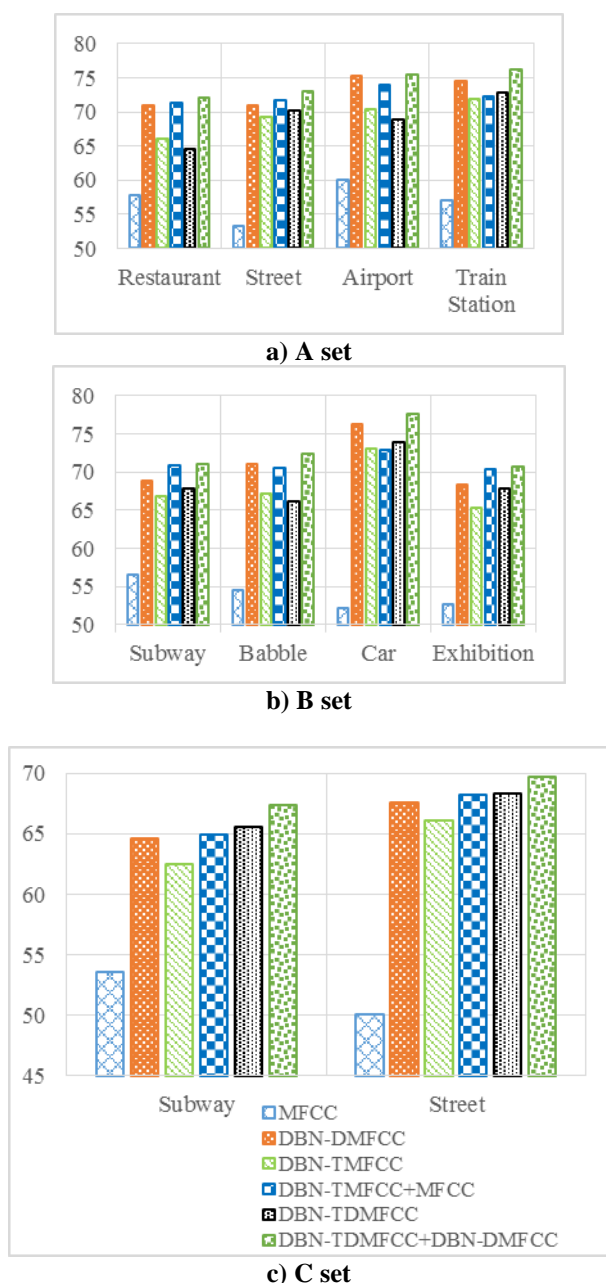 80
75
70
65
60
55
50
Restaurant Street Airport Train
Station
a) A set
80
75
70
65
60
55
50
Subway Babble Car Exhibition
b) B set
70
65
60
55
50
45
Subway Street
MFCC
DBN-DMFCC
DBN-TMFCC
DBN-TMFCC+MFCC
DBN-TDMFCC
DBN-TDMFCC+DBN-DMFCC
c) C set